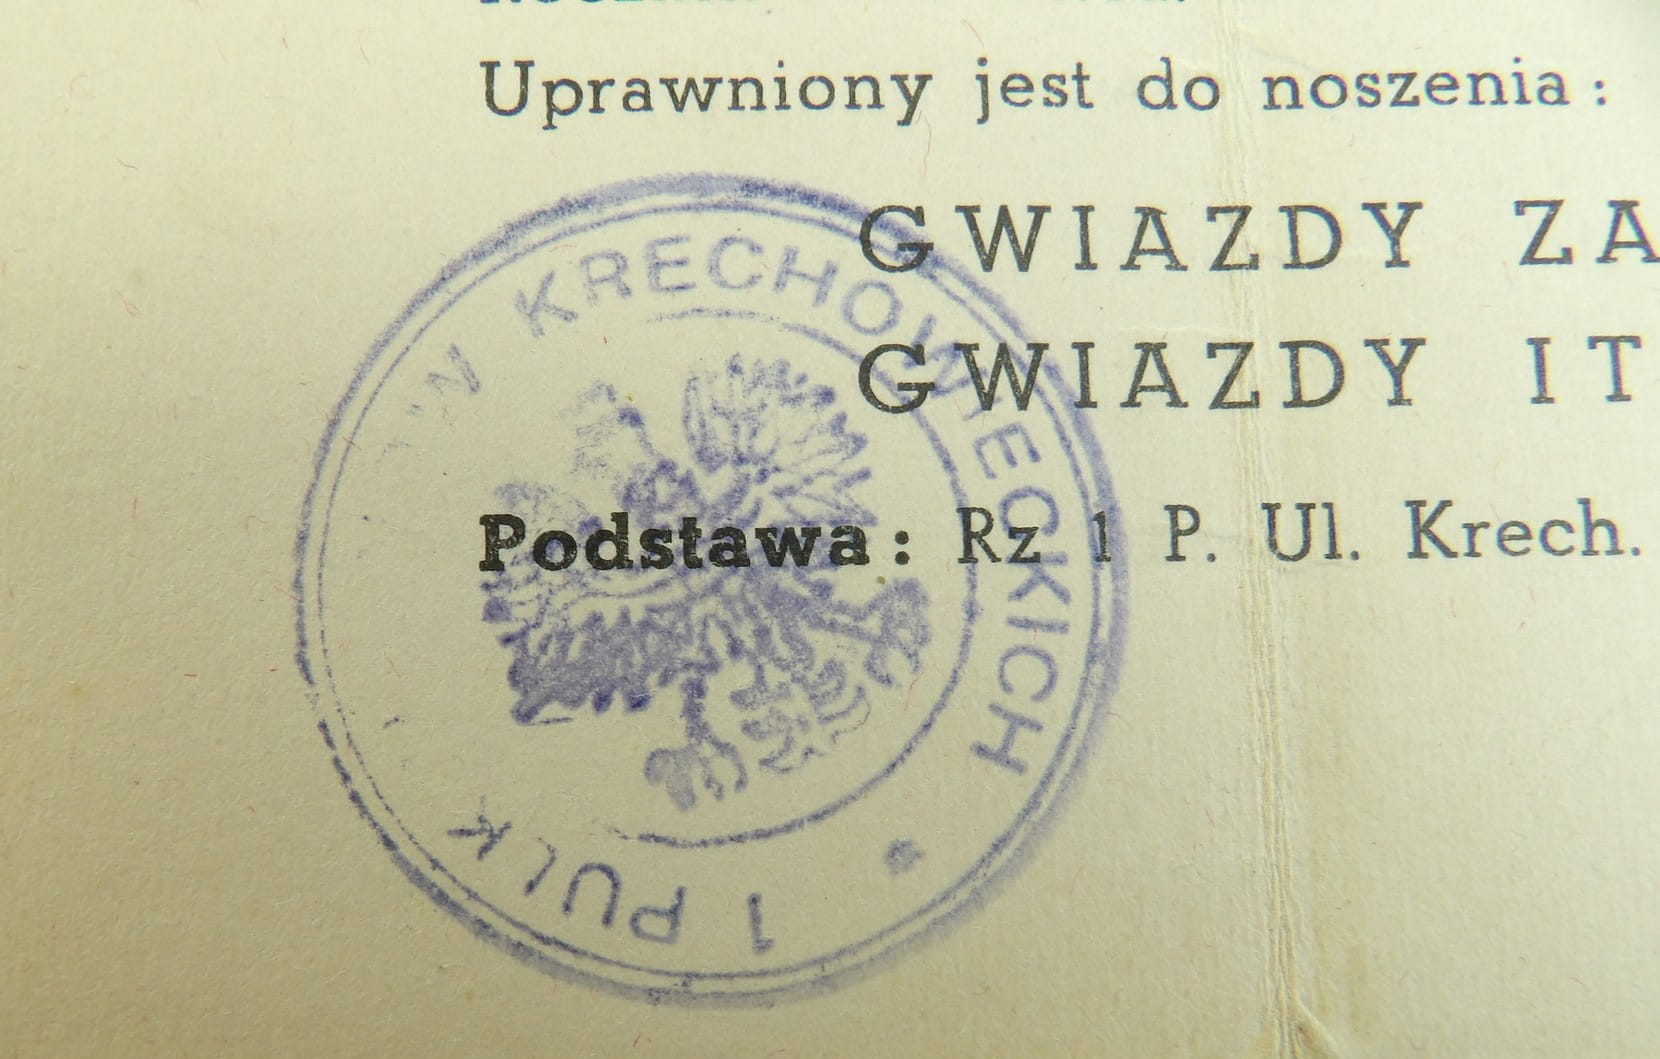 Uprawniony jest do noszenia :
GWIAZDY ZA
GWIAZDY IT
Podstawa : Rz 1 P. Ul. Krech.
1 PUŁK W KRECHOWIECKICH *